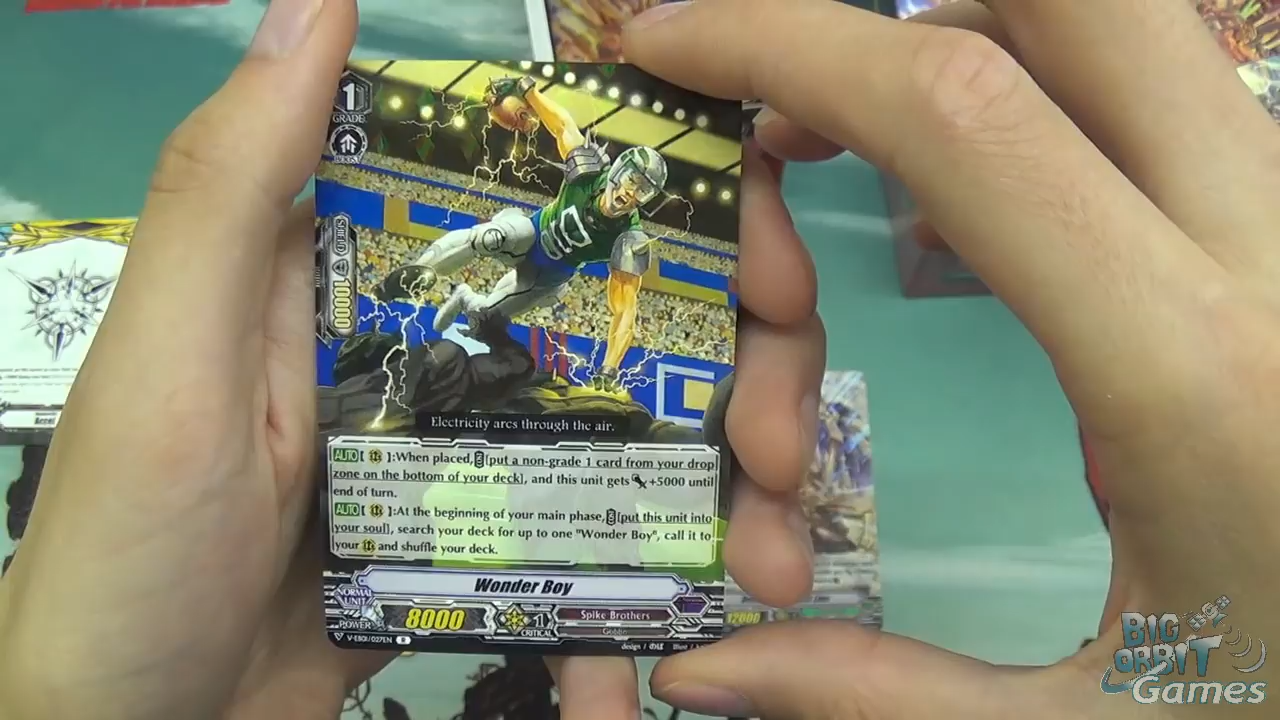 1
GRADE
BOOST
SHIELD
10000
Electricity arcs through the air.
AUTO[ ]:When placed, [put a non-grade 1 card from your drop
zone on the bottom of your deck], and this unit gets +5000 until
end of turn.
AUTO[ ]:At the beginning of your main phase, [put this unit into
your soul], search your deck for up to one "Wonder Boy", call it to
your and shuffle your deck.
Wonder Boy
NORMAL
UNIT
POWER
8000
1
CRITICAL
Spike Brothers
Goblin
V-EB01/027EN R
design /
Illust /
12000
BIG
ORBIT
Games